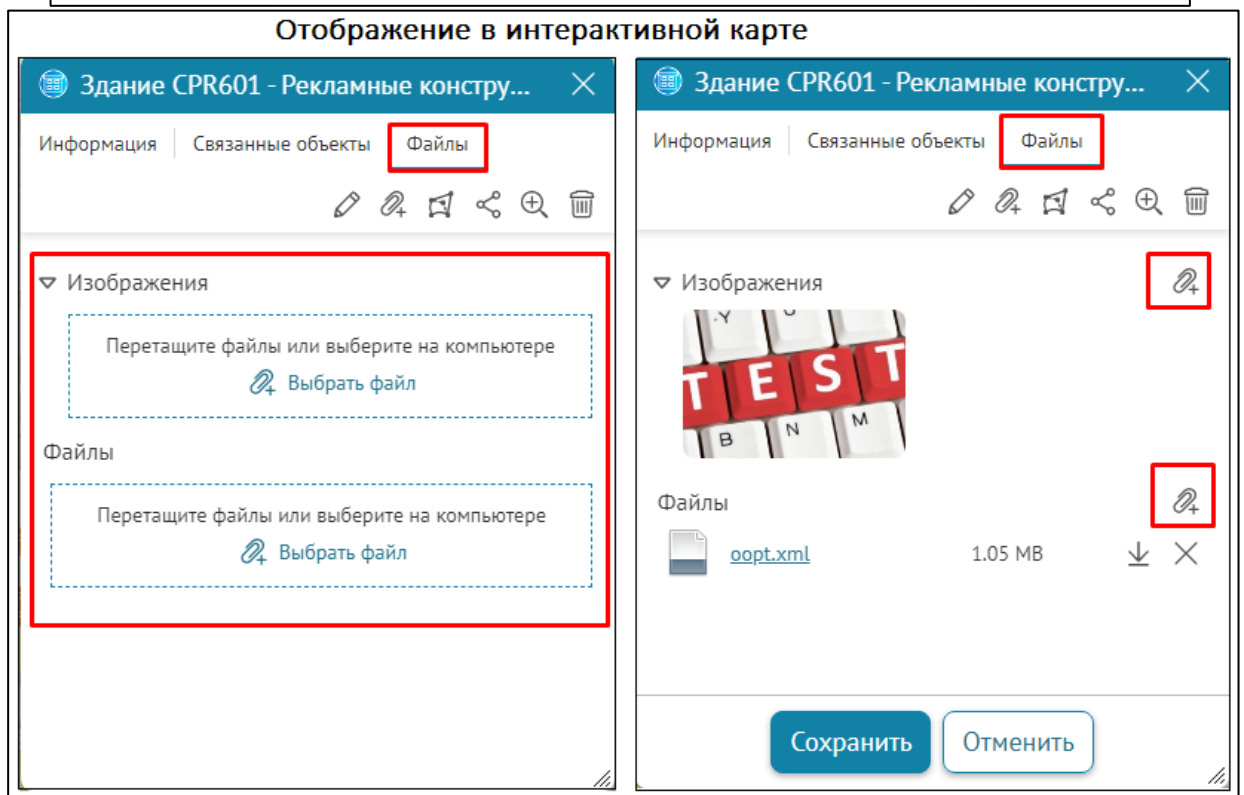 Отображение в интерактивной карте
Здание CPR601 - Рекламные констру...
Информация
Связанные объекты
Файлы
Изображения
Перетащите файлы или выберите на компьютере
Выбрать файл
Файлы
Перетащите файлы или выберите на компьютере
Выбрать файл
Здание CPR601 - Рекламные констру...
Информация
Связанные объекты
Файлы
Изображения
Y U
TEST
B N M
Файлы
oopt.xml 1.05 MB
Сохранить Отменить